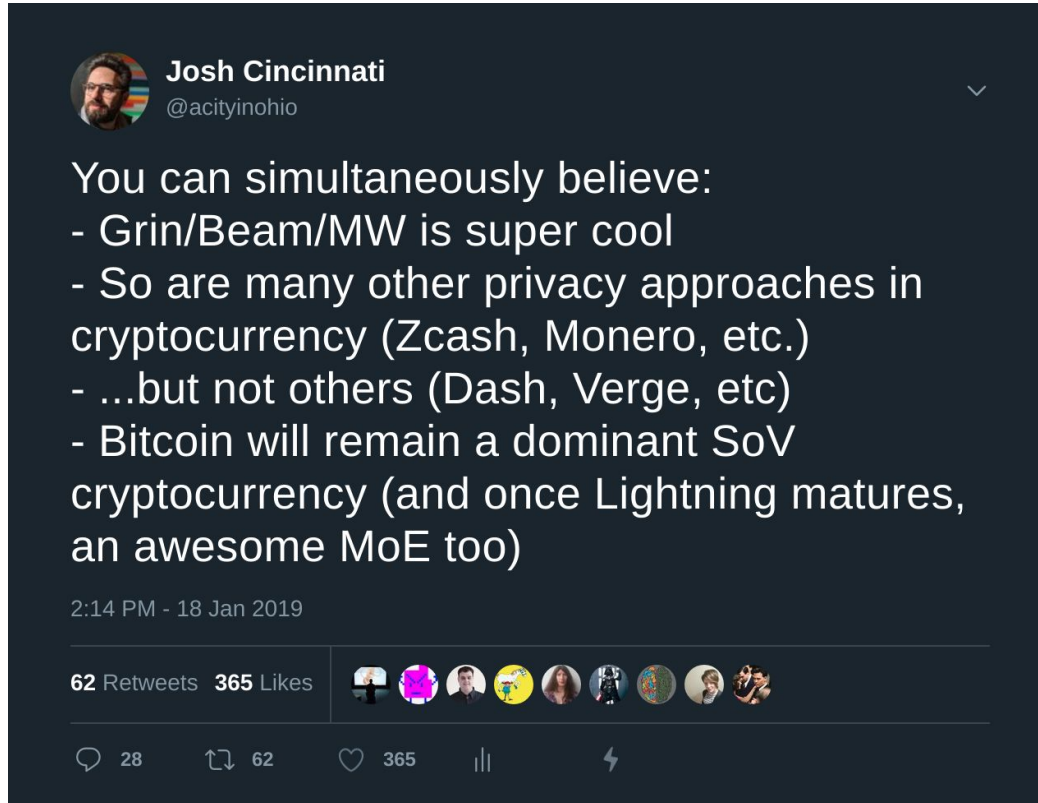 Josh Cincinnati
@acityinohio
You can simultaneously believe:
- Grin/Beam/MW is super cool
- So are many other privacy approaches in
cryptocurrency (Zcash, Monero, etc.)
- ...but not others (Dash, Verge, etc)
- Bitcoin will remain a dominant SoV
cryptocurrency (and once Lightning matures,
an awesome MoE too)
2:14 PM - 18 Jan 2019
62 Retweets 365 Likes
28 62 365